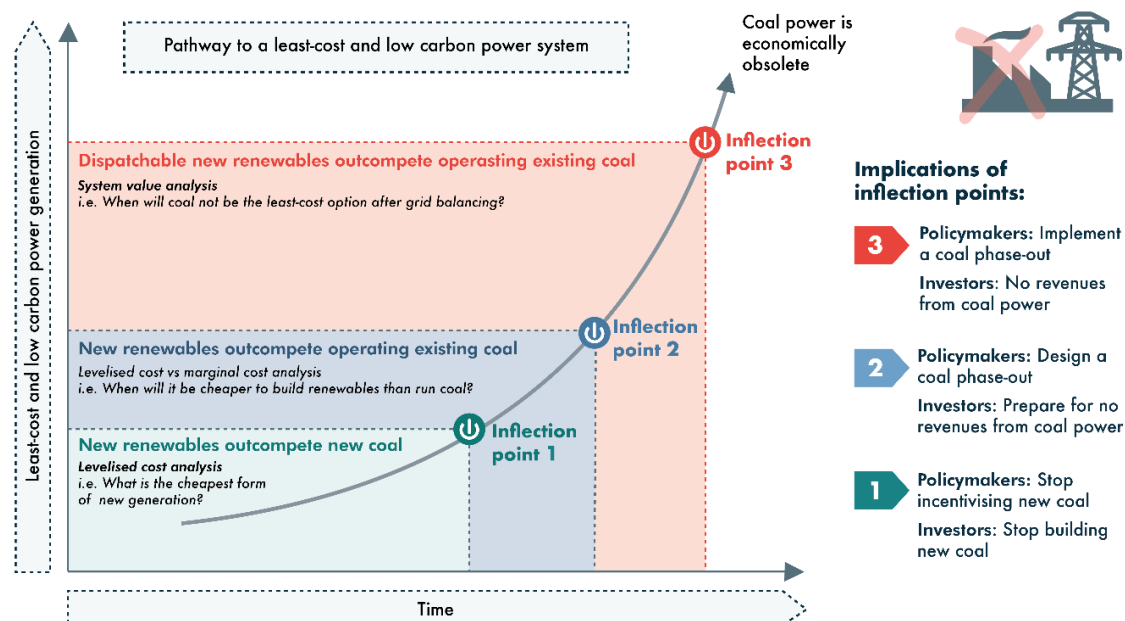 Pathway to a least-cost and low carbon power system
Coal power is
economically
obsolete
Least-cost and low carbon power generation
Dispatchable new renewables outcompete operasting existing coal
System value analysis
i.e. When will coal not be the least-cost option after grid balancing?
Inflection
point 3
New renewables outcompete operating existing coal
Levelised cost vs marginal cost analysis
i.e. When will it be cheaper to build renewables than run coal?
Inflection
point 2
New renewables outcompete new coal
Levelised cost analysis
i.e. What is the cheapest form
of new generation?
Inflection
point 1
Time
Implications of
inflection points:
3
Policymakers: Implement
a coal phase-out
Investors: No revenues
from coal power
2
Policymakers: Design a
coal phase-out
Investors: Prepare for no
revenues from coal power
1
Policymakers: Stop
incentivising new coal
Investors: Stop building
new coal